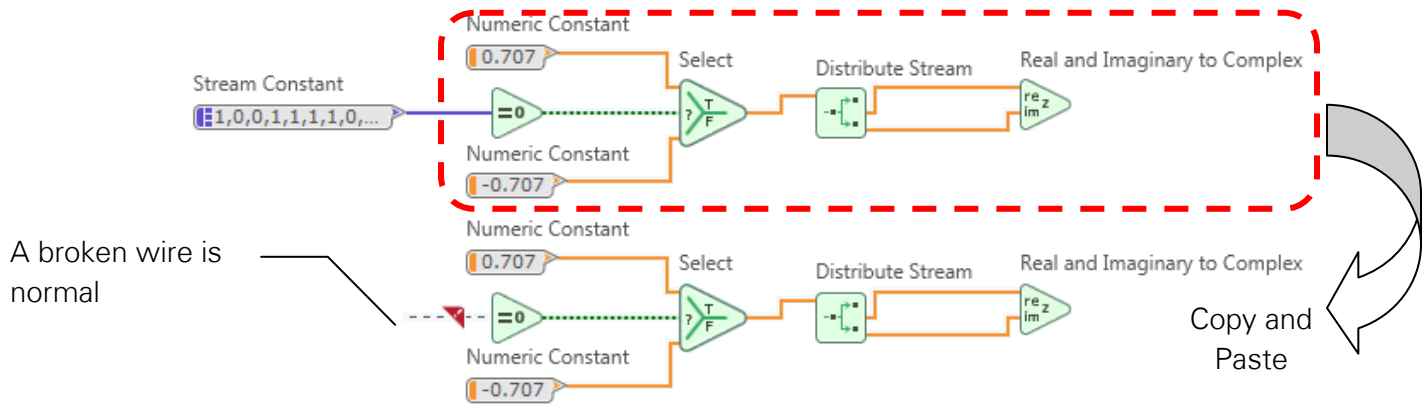 Numeric Constant
0.707
Select
Distribute Stream
Real and Imaginary to Complex
Stream Constant
1,0,0,1,1,1,1,0,...
=0
?
T
F
re
im z
Numeric Constant
-0.707
Numeric Constant
0.707
Select
Distribute Stream
Real and Imaginary to Complex
A broken wire is
normal
=0
?
T
F
re
im z
Numeric Constant
-0.707
Copy and
Paste